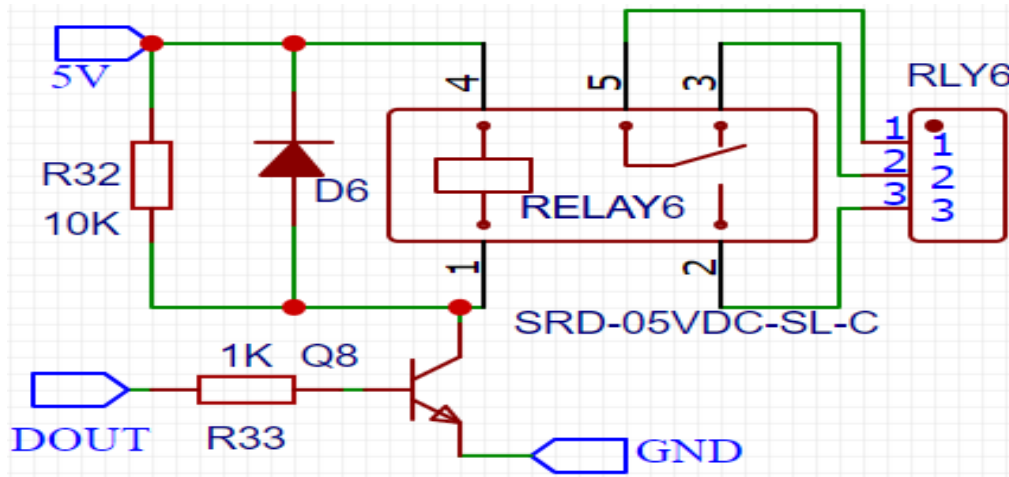 5V
R32
10K
D6
4
5
3
RELAY6
1
2
SRD-05VDC-SL-C
RLY6
1 1
2 2
3 3
1K Q8
R33
DOUT
GND